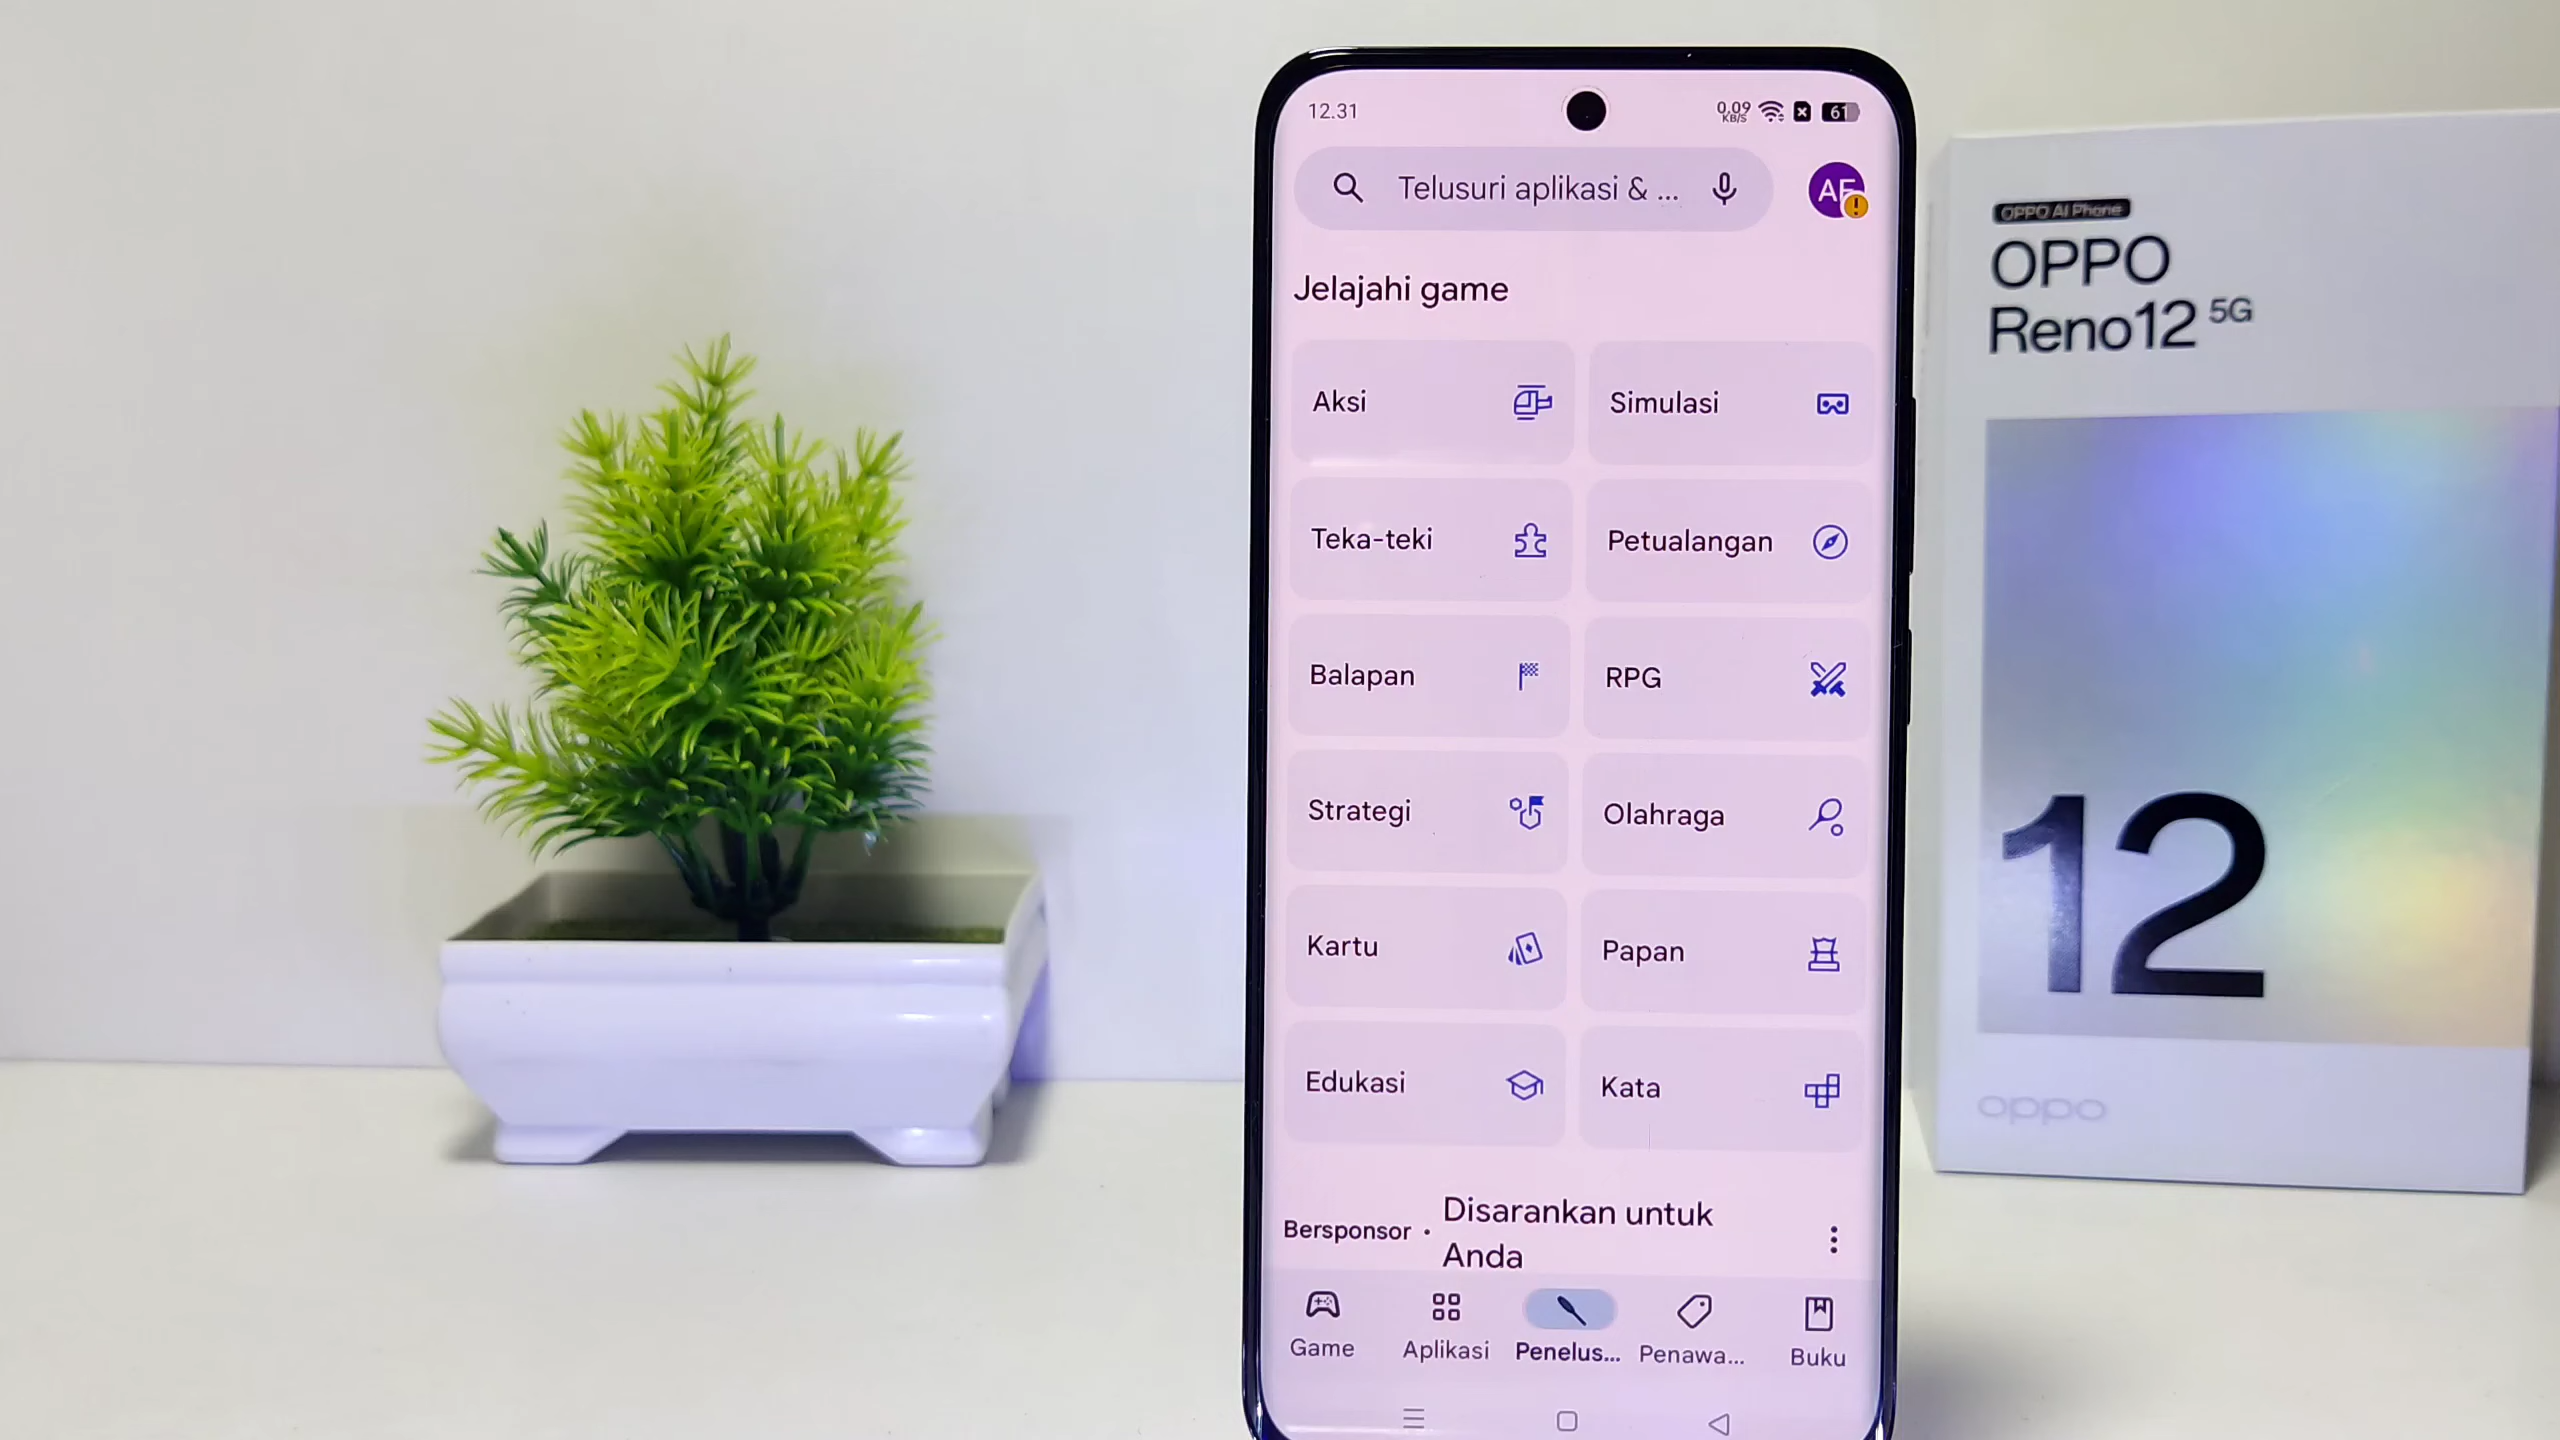 12.31
0.09
KB/S
61
Telusuri aplikasi & ...
AF
Jelajahi game
Aksi
Simulasi
Teka-teki
Petualangan
Balapan
RPG
Strategi
Olahraga
Kartu
Papan
Edukasi
Kata
Bersponsor •
Disarankan untuk
Anda
Game
Aplikasi
Penelus...
Penawa...
Buku
OPPO AI Phone
OPPO
Reno12 5G
12
oppo